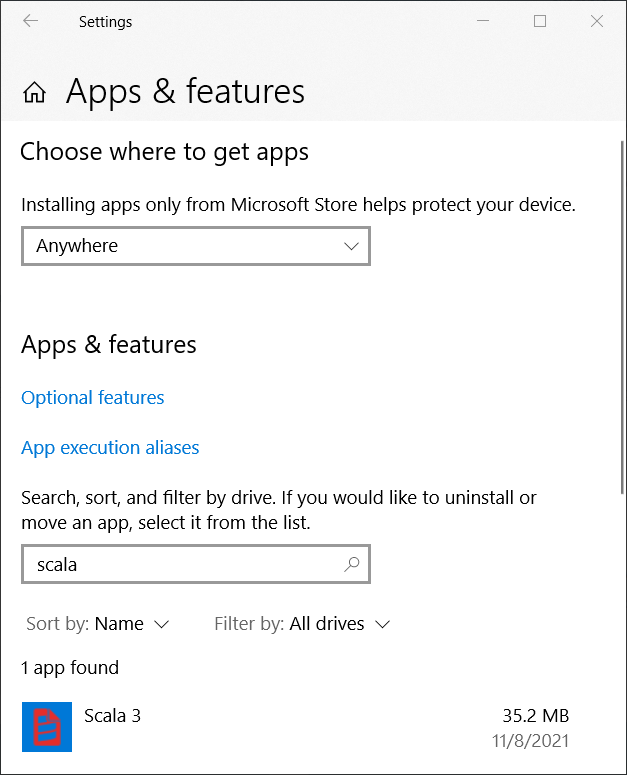 Settings
Apps & features
Choose where to get apps
Installing apps only from Microsoft Store helps protect your device.
Anywhere
Apps & features
Optional features
App execution aliases
Search, sort, and filter by drive. If you would like to uninstall or
move an app, select it from the list.
scala
Sort by: Name Filter by: All drives
1 app found
Scala 3 35.2 MB
11/8/2021